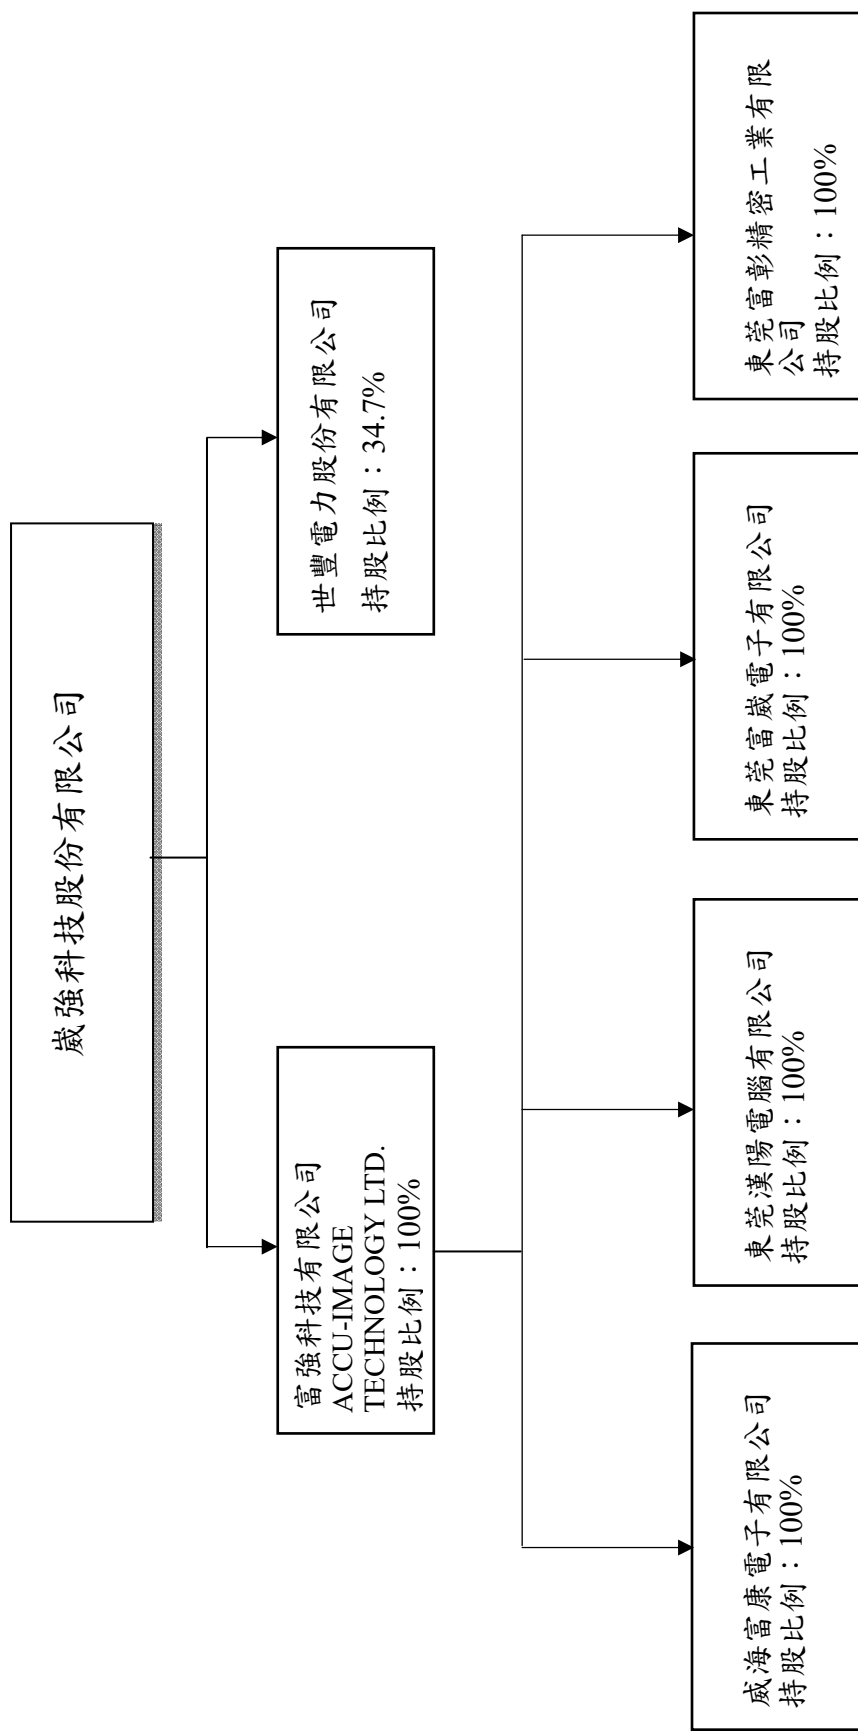 崴強科技股份有限公司
富強科技有限公司
ACCU-IMAGE
TECHNOLOGY LTD.
持股比例：100%
世豐電力股份有限公司
持股比例：34.7%
威海富康電子有限公司
持股比例：100%
東莞漢陽電腦有限公司
持股比例：100%
東莞富崴電子有限公司
持股比例：100%
東莞富彰精密工業有限
公司
持股比例：100%